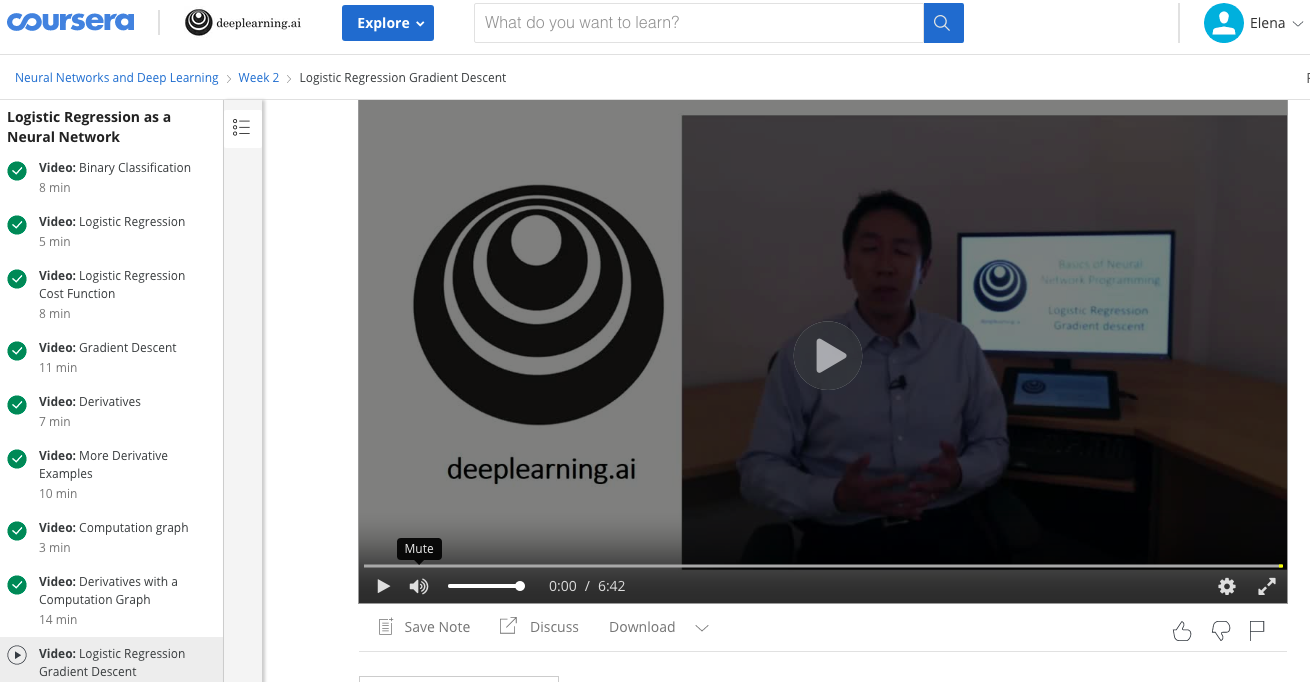 coursera
deeplearning.ai
Explore
What do you want to learn?
Elena
Neural Networks and Deep Learning > Week 2 > Logistic Regression Gradient Descent
Logistic Regression as a
Neural Network
Video: Binary Classification
8 min
Video: Logistic Regression
5 min
Video: Logistic Regression
Cost Function
8 min
Video: Gradient Descent
11 min
Video: Derivatives
7 min
Video: More Derivative
Examples
10 min
Video: Computation graph
3 min
Video: Derivatives with a
Computation Graph
14 min
Video: Logistic Regression
Gradient Descent
deeplearning.ai
Basics of Neural
Network Programming
Logistic Regression
Gradient descent
deeplearning.ai
Mute
0:00 / 6:42
Save Note
Discuss
Download